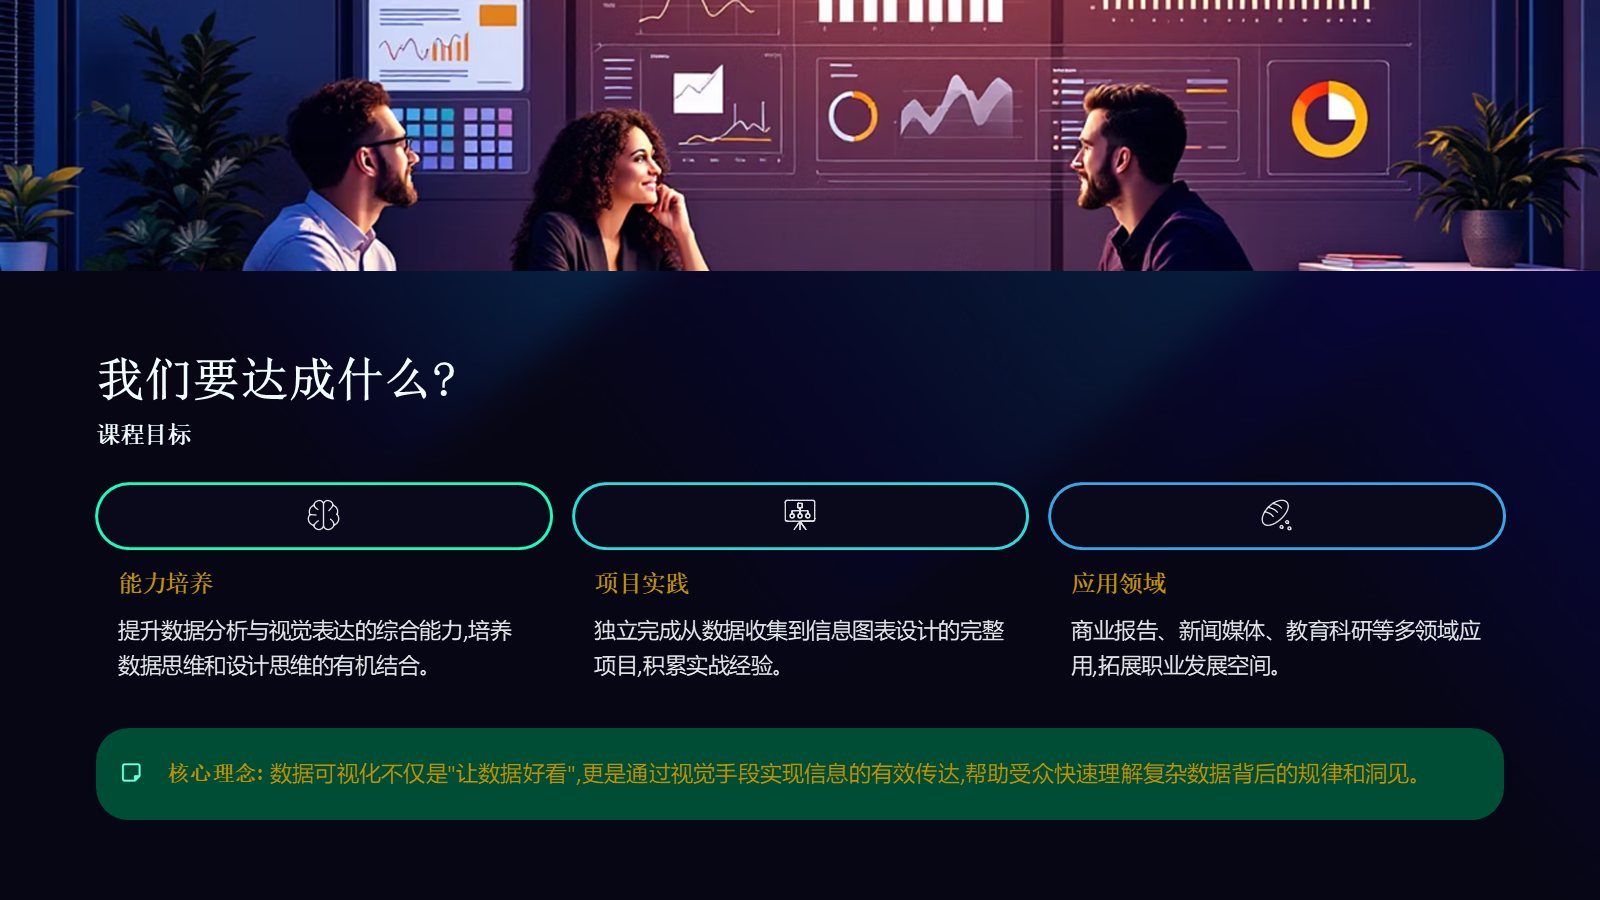 我们要达成什么?
课程目标
能力培养
提升数据分析与视觉表达的综合能力,培养
数据思维和设计思维的有机结合。
项目实践
独立完成从数据收集到信息图表设计的完整
项目,积累实战经验。
应用领域
商业报告、新闻媒体、教育科研等多领域应
用,拓展职业发展空间。
核心理念: 数据可视化不仅是"让数据好看",更是通过视觉手段实现信息的有效传达,帮助受众快速理解复杂数据背后的规律和洞见。